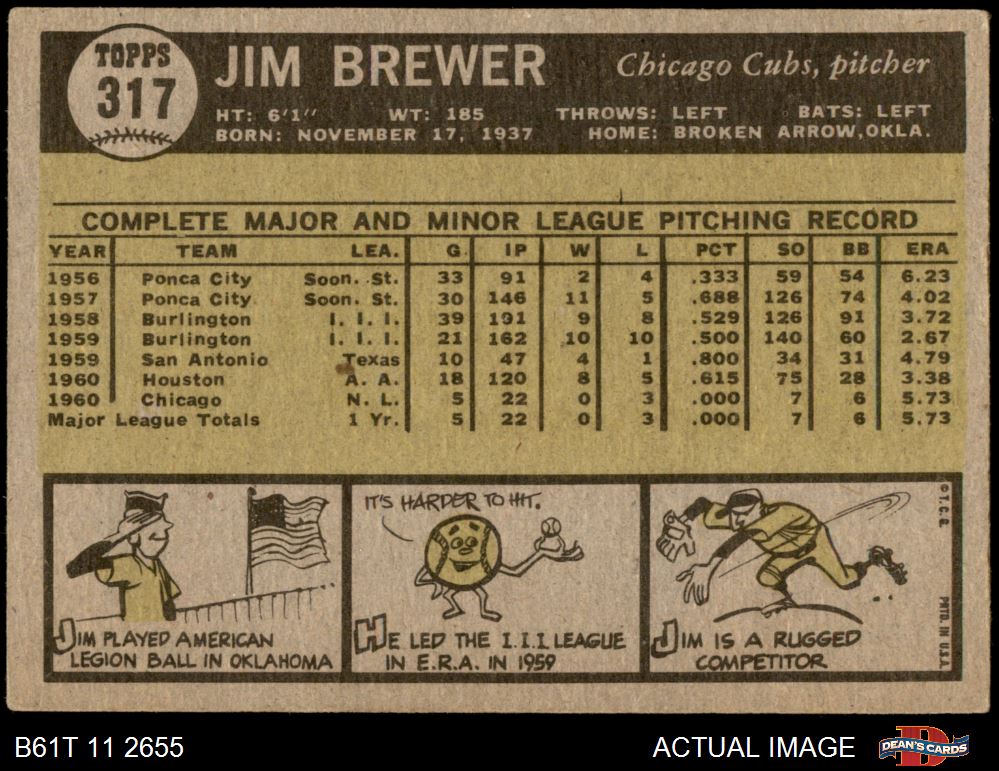 TOPPS
317
JIM BREWER
Chicago Cubs, pitcher
HT: 6'1" WT: 185 THROWS: LEFT BATS: LEFT
BORN: NOVEMBER 17, 1937 HOME: BROKEN ARROW, OKLA.
COMPLETE MAJOR AND MINOR LEAGUE PITCHING RECORD
YEAR TEAM LEA. G IP W L PCT SO BB ERA
1956 Ponca City Soon. St. 33 91 2 4 .333 59 54 6.23
1957 Ponca City Soon. St. 30 146 11 5 .688 126 74 4.02
1958 Burlington I. I. I. 39 191 9 8 .529 126 91 3.72
1959 Burlington I. I. I. 21 162 10 10 .500 140 60 2.67
1959 San Antonio Texas 10 47 4 1 .800 34 31 4.79
1960 Houston A. A. 18 120 8 5 .615 75 28 3.38
1960 Chicago N. L. 5 22 0 3 .000 7 6 5.73
Major League Totals 1 Yr. 5 22 0 3 .000 7 6 5.73
JIM PLAYED AMERICAN
LEGION BALL IN OKLAHOMA
IT'S HARDER TO HIT.
HE LED THE I.I.I LEAGUE
IN E.R.A. IN 1959
JIM IS A RUGGED
COMPETITOR
© T.C.G.
PRTD. IN U.S.A.
B61T 11 2655
ACTUAL IMAGE
D
DEAN'S CARDS